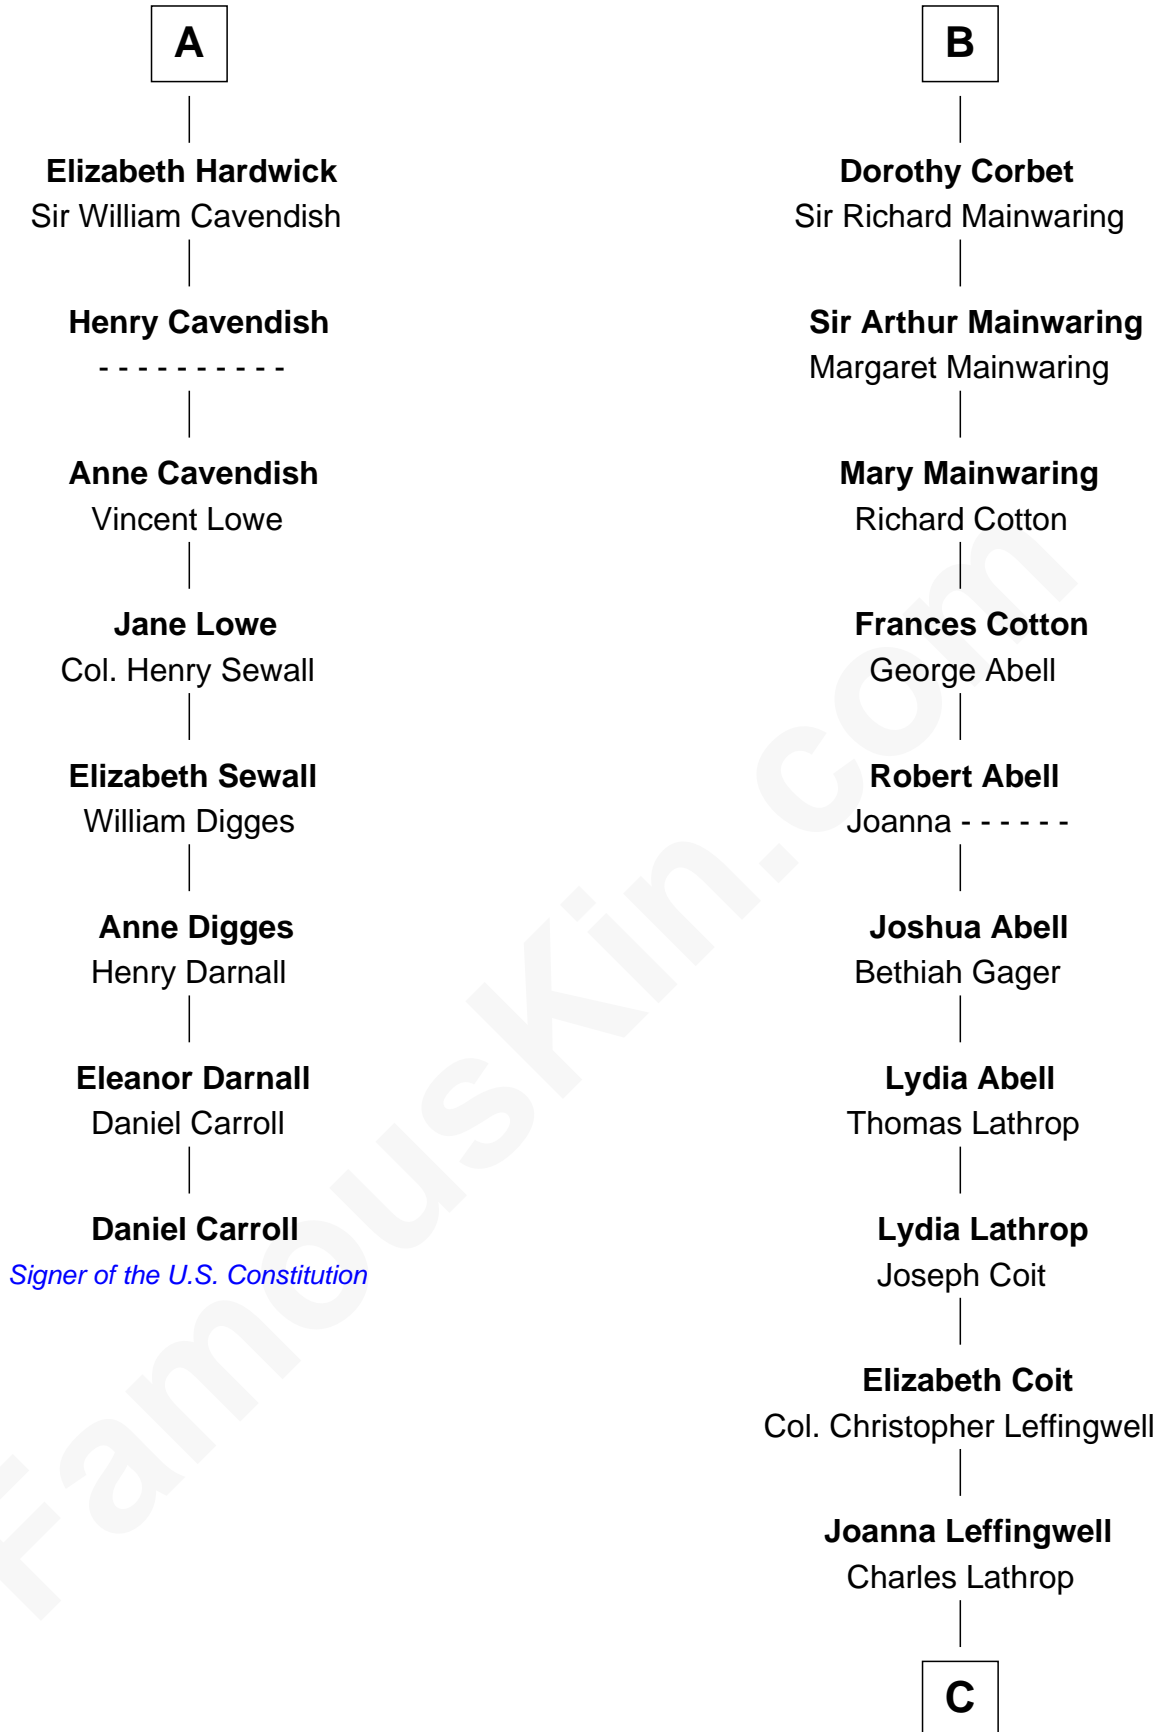 A
Elizabeth Hardwick
Sir William Cavendish
Henry Cavendish
- - - - - - - - - -
Anne Cavendish
Vincent Lowe
Jane Lowe
Col. Henry Sewall
Elizabeth Sewall
William Digges
Anne Digges
Henry Darnall
Eleanor Darnall
Daniel Carroll
Daniel Carroll
Signer of the U.S. Constitution
B
Dorothy Corbet
Sir Richard Mainwaring
Sir Arthur Mainwaring
Margaret Mainwaring
Mary Mainwaring
Richard Cotton
Frances Cotton
George Abell
Robert Abell
Joanna - - - - - -
Joshua Abell
Bethiah Gager
Lydia Abell
Thomas Lathrop
Lydia Lathrop
Joseph Coit
Elizabeth Coit
Col. Christopher Leffingwell
Joanna Leffingwell
Charles Lathrop
C
FamousKin.com